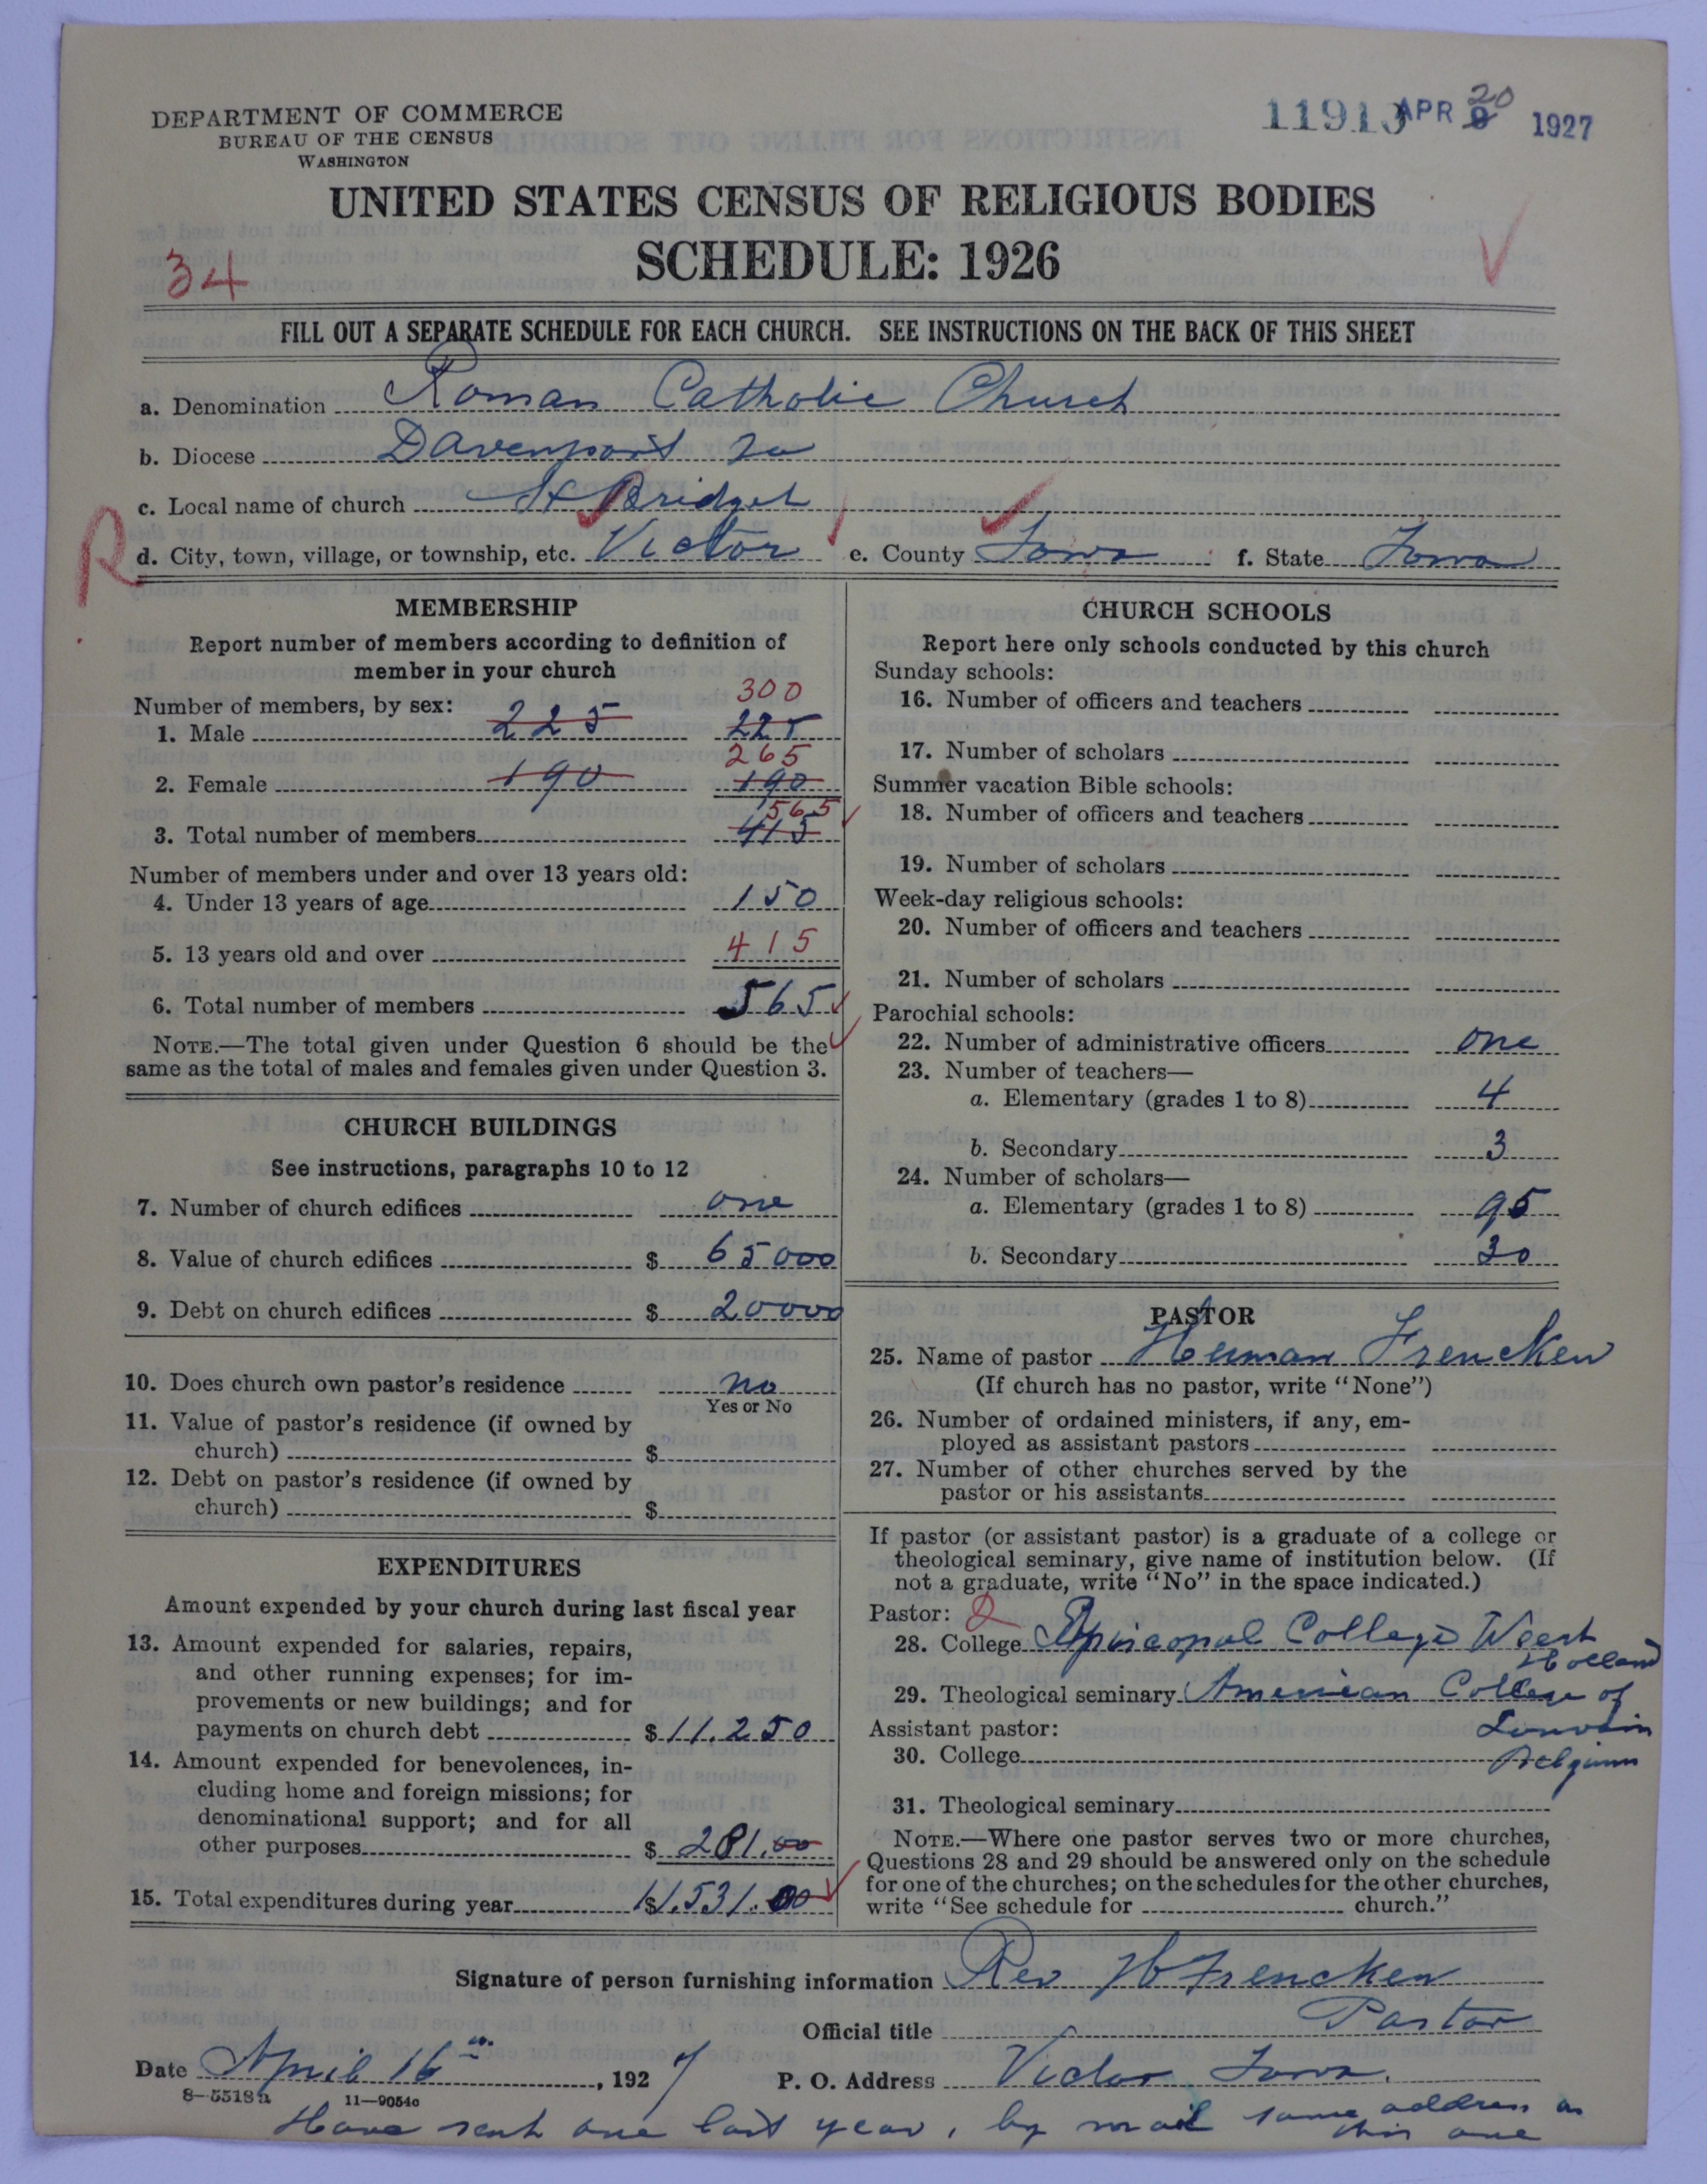 DEPARTMENT OF COMMERCE
BUREAU OF THE CENSUS
WASHINGTON
11913 APR 9 20 1927
UNITED STATES CENSUS OF RELIGIOUS BODIES
SCHEDULE: 1926
34
FILL OUT A SEPARATE SCHEDULE FOR EACH CHURCH. SEE INSTRUCTIONS ON THE BACK OF THIS SHEET
a. Denomination Roman Catholic Church
b. Diocese Davenport Ia
c. Local name of church St Bridget
R
d. City, town, village, or township, etc. Victor e. County Iowa f. State Iowa
MEMBERSHIP
Report number of members according to definition of
member in your church
Number of members, by sex:
300
1. Male 225 225
265
2. Female 190 190
565
3. Total number of members 415
Number of members under and over 13 years old:
4. Under 13 years of age 150
5. 13 years old and over 415
6. Total number of members 565
NOTE.—The total given under Question 6 should be the
same as the total of males and females given under Question 3.
CHURCH BUILDINGS
See instructions, paragraphs 10 to 12
7. Number of church edifices one
8. Value of church edifices $ 65000
9. Debt on church edifices $ 20000
10. Does church own pastor's residence no
Yes or No
11. Value of pastor's residence (if owned by
church) $
12. Debt on pastor's residence (if owned by
church) $
EXPENDITURES
Amount expended by your church during last fiscal year
13. Amount expended for salaries, repairs,
and other running expenses; for im-
provements or new buildings; and for
payments on church debt $ 11.250
14. Amount expended for benevolences, in-
cluding home and foreign missions; for
denominational support; and for all
other purposes $ 281.00
15. Total expenditures during year $ 11.531.00
CHURCH SCHOOLS
Report here only schools conducted by this church
Sunday schools:
16. Number of officers and teachers
17. Number of scholars
Summer vacation Bible schools:
18. Number of officers and teachers
19. Number of scholars
Week-day religious schools:
20. Number of officers and teachers
21. Number of scholars
Parochial schools:
22. Number of administrative officers one
23. Number of teachers—
a. Elementary (grades 1 to 8) 4
b. Secondary 3
24. Number of scholars—
a. Elementary (grades 1 to 8) 95
b. Secondary 30
PASTOR
25. Name of pastor Herman Frencken
(If church has no pastor, write "None")
26. Number of ordained ministers, if any, em-
ployed as assistant pastors
27. Number of other churches served by the
pastor or his assistants
If pastor (or assistant pastor) is a graduate of a college or
theological seminary, give name of institution below. (If
not a graduate, write "No" in the space indicated.)
Pastor:
28. College Episcopal College Weert
Holland
29. Theological seminary American College of
Assistant pastor: Louvain
30. College Belgium
31. Theological seminary
NOTE.—Where one pastor serves two or more churches,
Questions 28 and 29 should be answered only on the schedule
for one of the churches; on the schedules for the other churches,
write "See schedule for church."
Signature of person furnishing information Rev H Frencken
Official title Pastor
Date April 16th, 1927 P. O. Address Victor Iowa.
8—5518a 11—9054c
Have sent one last year, by mail same address as
this one